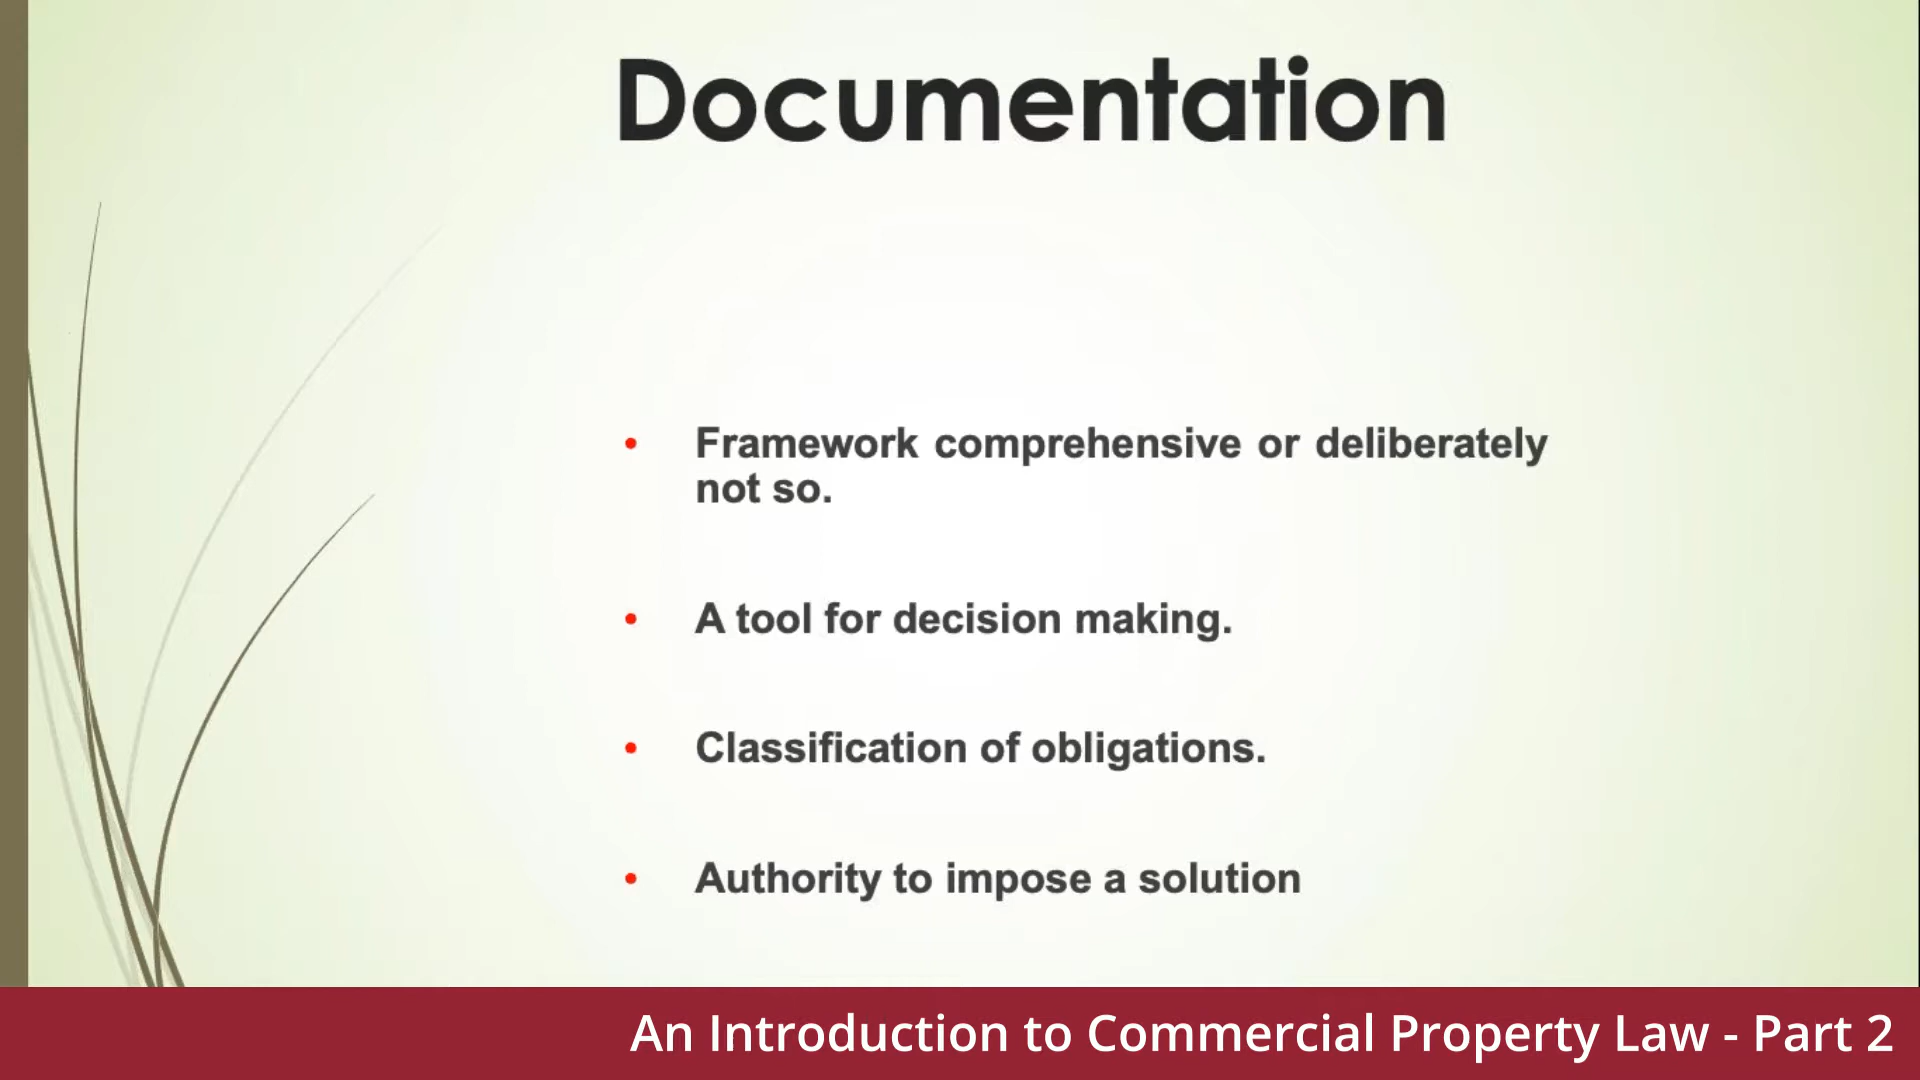 Documentation
• Framework comprehensive or deliberately
not so.
• A tool for decision making.
• Classification of obligations.
• Authority to impose a solution
An Introduction to Commercial Property Law - Part 2